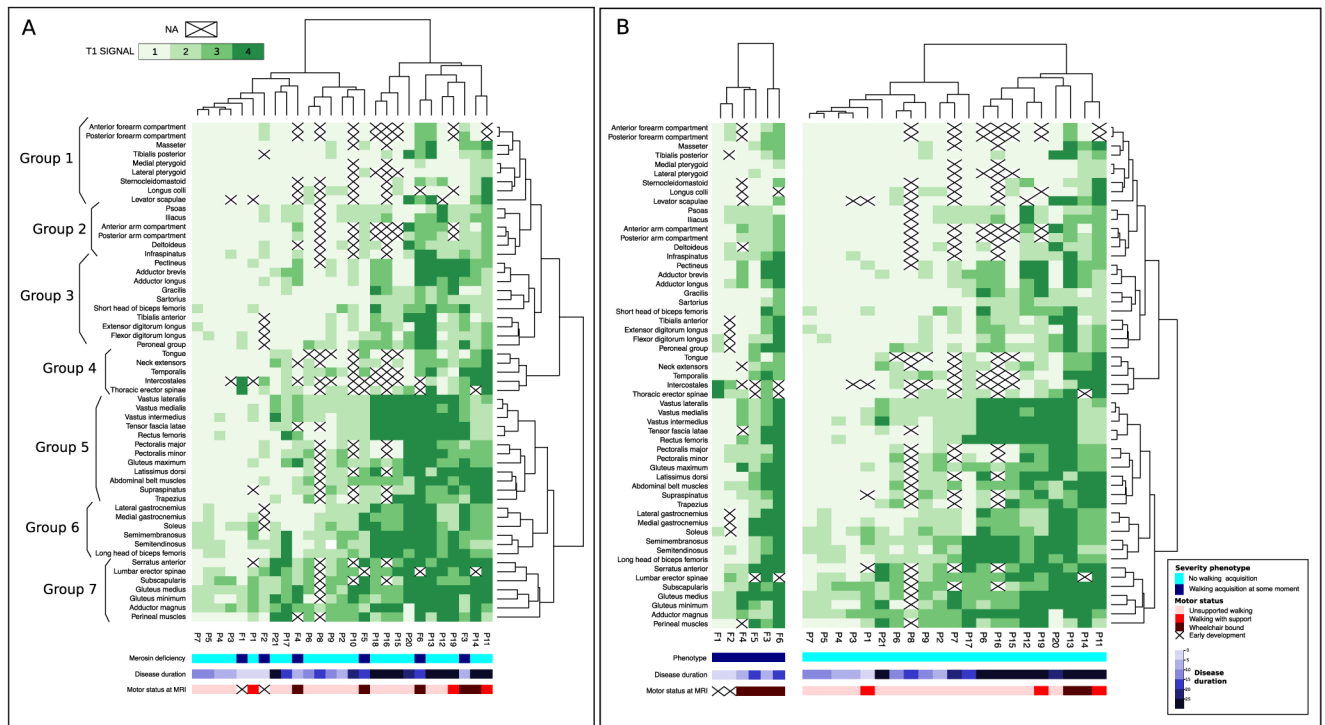 A
NA
T1 SIGNAL 1 2 3 4
Group 1
Anterior forearm compartment
Posterior forearm compartment
Masseter
Tibialis posterior
Medial pterygoid
Lateral pterygoid
Sternocleidomastoid
Longus colli
Levator scapulae
Group 2
Psoas
Iliacus
Anterior arm compartment
Posterior arm compartment
Deltoideus
Infraspinatus
Group 3
Pectineus
Adductor brevis
Adductor longus
Gracilis
Sartorius
Short head of biceps femoris
Tibialis anterior
Extensor digitorum longus
Flexor digitorum longus
Peroneal group
Group 4
Tongue
Neck extensors
Temporalis
Intercostales
Thoracic erector spinae
Group 5
Vastus lateralis
Vastus medialis
Vastus intermedius
Tensor fascia latae
Rectus femoris
Pectoralis major
Pectoralis minor
Gluteus maximum
Latissimus dorsi
Abdominal belt muscles
Supraspinatus
Trapezius
Group 6
Lateral gastrocnemius
Medial gastrocnemius
Soleus
Semimembranosus
Semitendinosus
Long head of biceps femoris
Group 7
Serratus anterior
Lumbar erector spinae
Subscapularis
Gluteus medius
Gluteus minimum
Adductor magnus
Perineal muscles
P7 P5 P4 P3 F1 P1 F2 P21 P17 F4 P6 P8 P9 P2 P10 F5 P18 P16 P15 P20 F6 P12 P13 P19 F3 P14 P11
Merosin deficiency
Disease duration
Motor status at MRI
B
Anterior forearm compartment
Posterior forearm compartment
Masseter
Tibialis posterior
Medial pterygoid
Lateral pterygoid
Sternocleidomastoid
Longus colli
Levator scapulae
Psoas
Iliacus
Anterior arm compartment
Posterior arm compartment
Deltoideus
Infraspinatus
Pectineus
Adductor brevis
Adductor longus
Gracilis
Sartorius
Short head of biceps femoris
Tibialis anterior
Extensor digitorum longus
Flexor digitorum longus
Peroneal group
Tongue
Neck extensors
Temporalis
Intercostales
Thoracic erector spinae
Vastus lateralis
Vastus medialis
Vastus intermedius
Tensor fascia latae
Rectus femoris
Pectoralis major
Pectoralis minor
Gluteus maximum
Latissimus dorsi
Abdominal belt muscles
Supraspinatus
Trapezius
Lateral gastrocnemius
Medial gastrocnemius
Soleus
Semimembranosus
Semitendinosus
Long head of biceps femoris
Serratus anterior
Lumbar erector spinae
Subscapularis
Gluteus medius
Gluteus minimum
Adductor magnus
Perineal muscles
F1 F2 F4 F5 F3 F6 P7 P5 P4 P3 P1 P21 P6 P8 P9 P2 P7 P17 P6 P16 P15 P12 P19 P20 P13 P14 P11
Phenotype
Disease duration
Motor status at MRI
Severity phenotype
No walking acquisition
Walking acquisition at some moment
Motor status
Unsupported walking
Walking with support
Wheelchair bound
Early development
Disease
duration